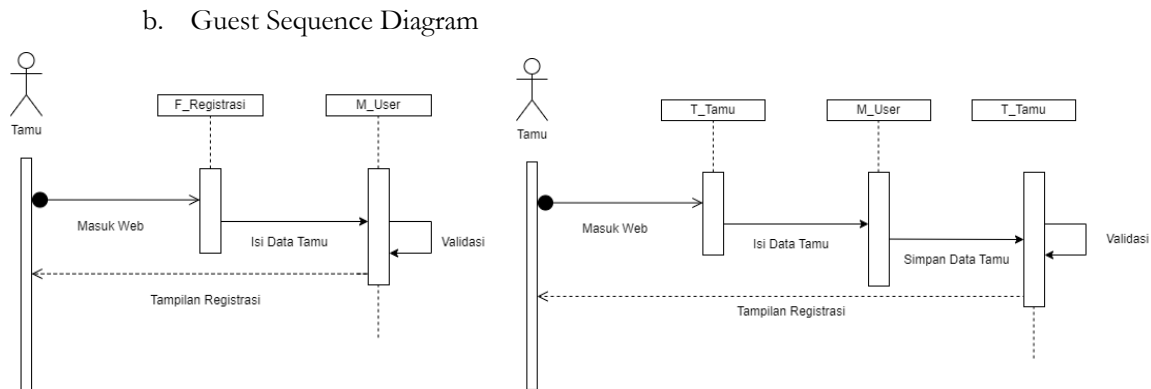 b. Guest Sequence Diagram
F_Registrasi
M_User
Tamu
Masuk Web
Isi Data Tamu
Validasi
Tampilan Registrasi
T_Tamu
M_User
T_Tamu
Tamu
Masuk Web
Isi Data Tamu
Simpan Data Tamu
Validasi
Tampilan Registrasi